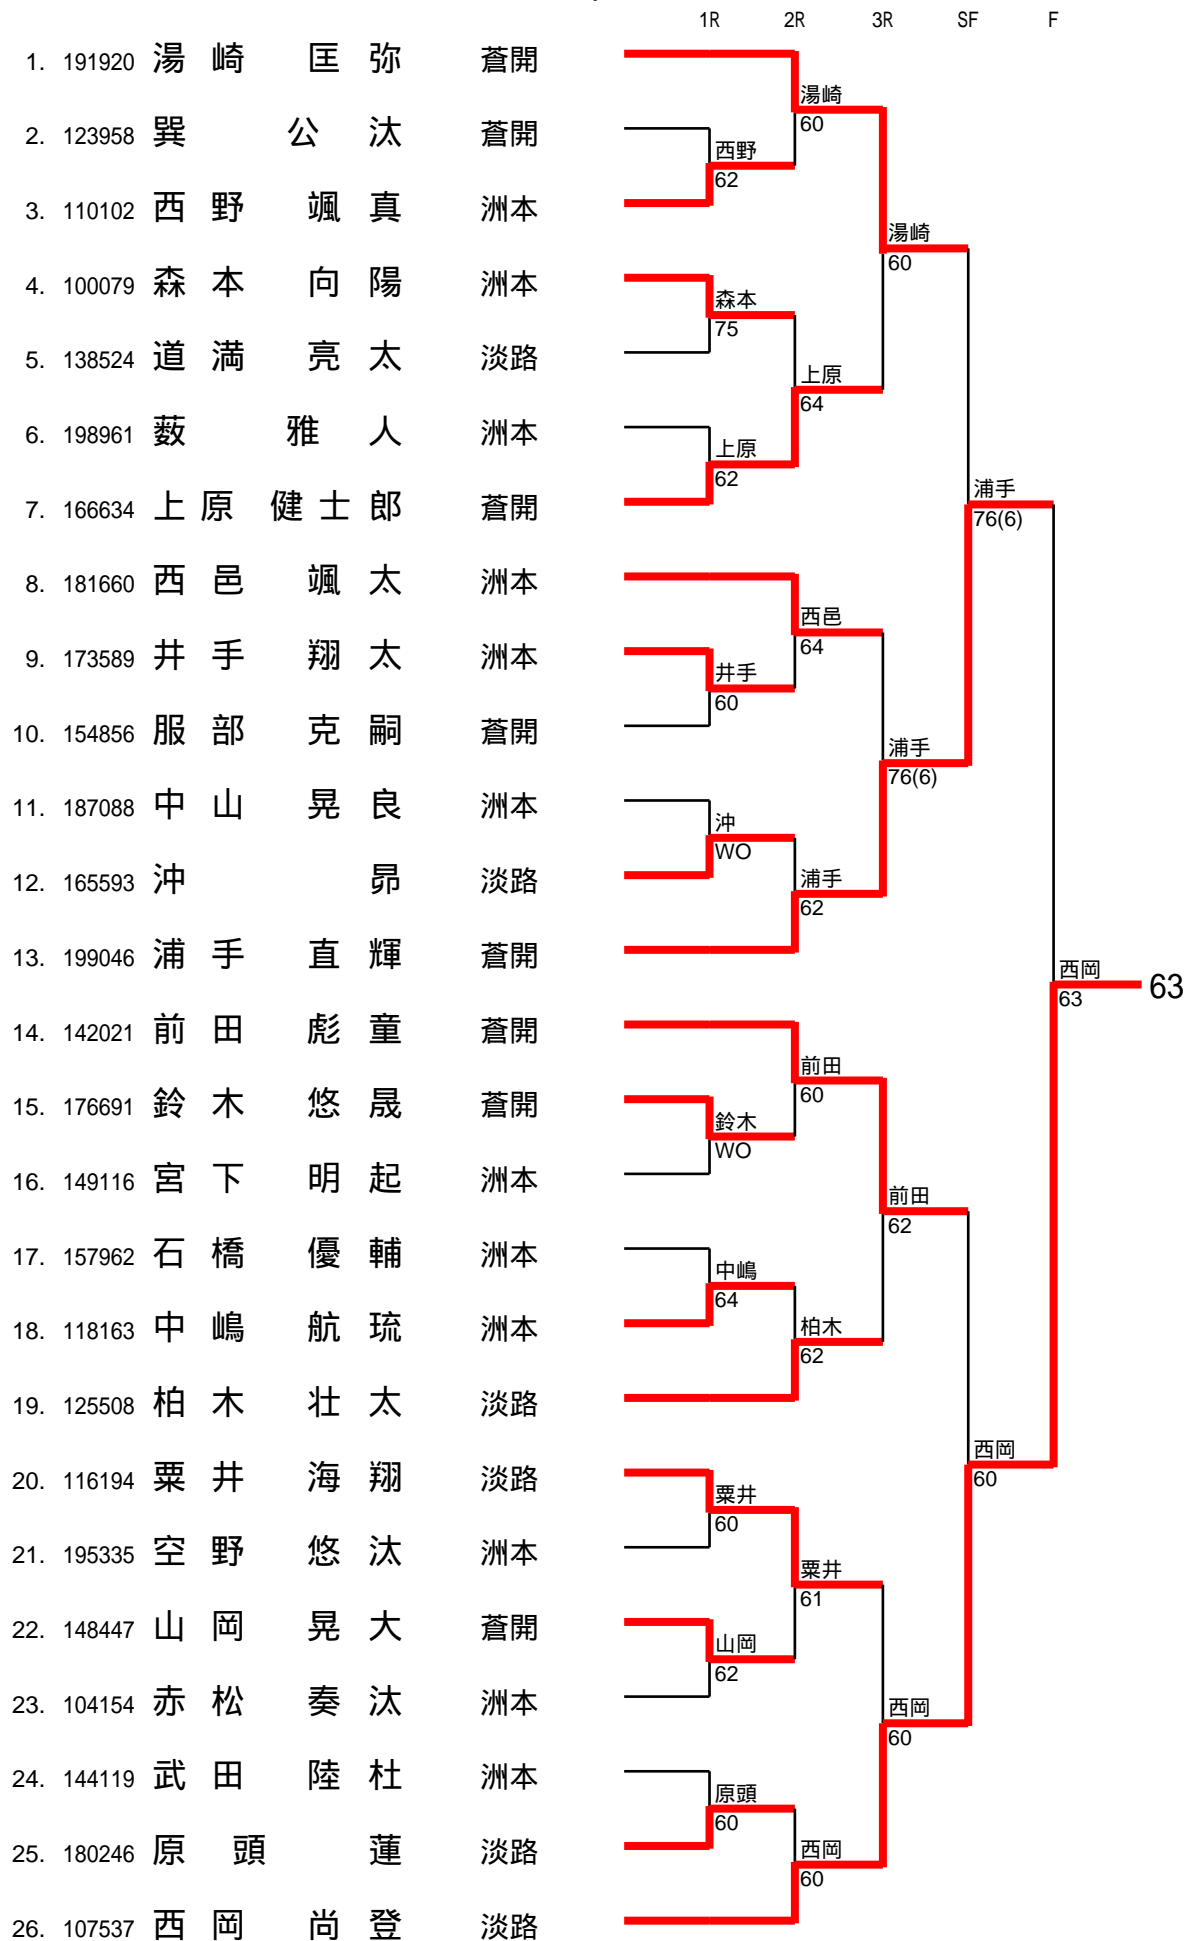 1R 2R 3R SF F
1. 191920 湯崎 匡弥 蒼開
湯崎
60
2. 123958 巽 公汰 蒼開
西野
62
3. 110102 西野 颯真 洲本
湯崎
60
4. 100079 森本 向陽 洲本
森本
75
5. 138524 道満 亮太 淡路
上原
64
6. 198961 薮 雅人 洲本
上原
62
7. 166634 上原 健士郎 蒼開
浦手
76(6)
8. 181660 西邑 颯太 洲本
西邑
64
9. 173589 井手 翔太 洲本
井手
60
10. 154856 服部 克嗣 蒼開
浦手
76(6)
11. 187088 中山 晃良 洲本
沖
WO
12. 165593 沖 昴 淡路
浦手
62
13. 199046 浦手 直輝 蒼開
西岡
63
63
14. 142021 前田 彪童 蒼開
前田
60
15. 176691 鈴木 悠晟 蒼開
鈴木
WO
16. 149116 宮下 明起 洲本
前田
62
17. 157962 石橋 優輔 洲本
中嶋
64
18. 118163 中嶋 航琉 洲本
柏木
62
19. 125508 柏木 壮太 淡路
西岡
60
20. 116194 粟井 海翔 淡路
粟井
60
21. 195335 空野 悠汰 洲本
粟井
61
22. 148447 山岡 晃大 蒼開
山岡
62
23. 104154 赤松 奏汰 洲本
西岡
60
24. 144119 武田 陸杜 洲本
原頭
60
25. 180246 原頭 蓮 淡路
西岡
60
26. 107537 西岡 尚登 淡路